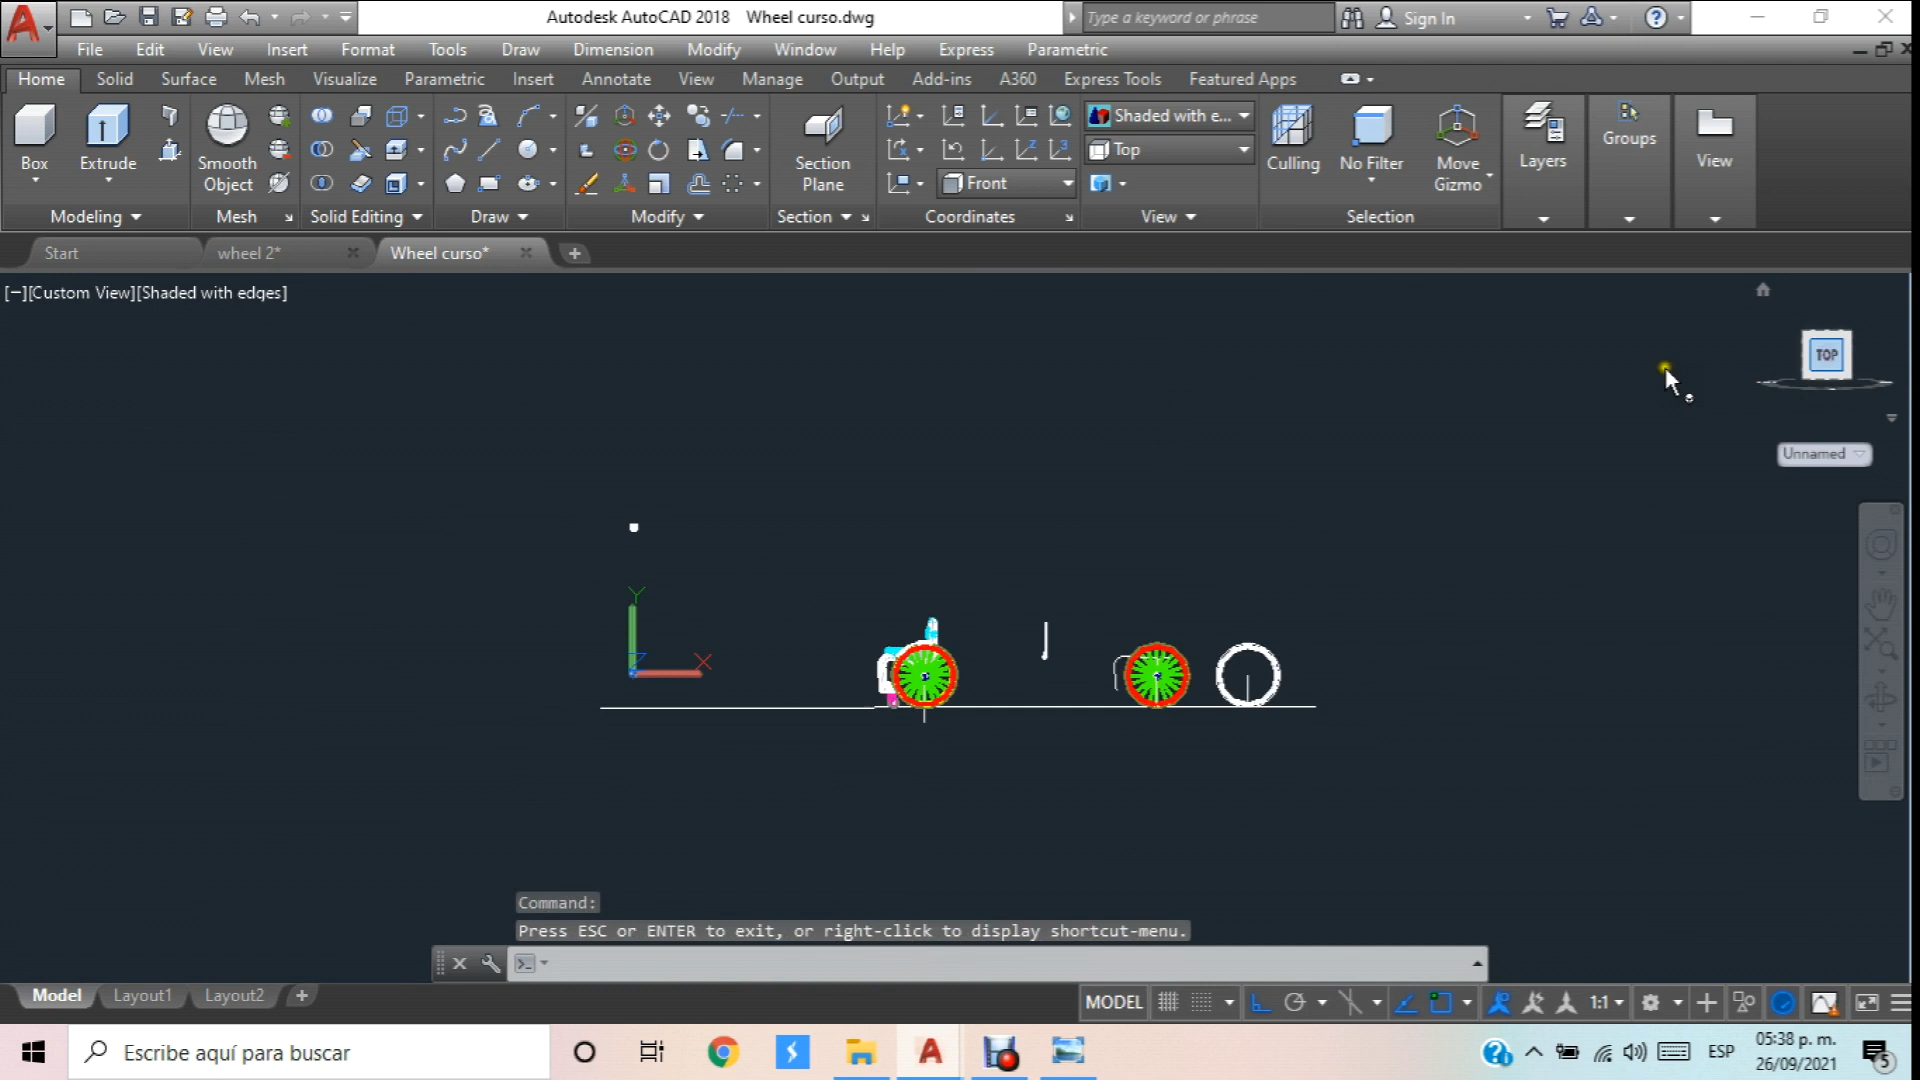 Autodesk AutoCAD 2018 Wheel curso.dwg
Type a keyword or phrase
Sign In
File Edit View Insert Format Tools Draw Dimension Modify Window Help Express Parametric
Home Solid Surface Mesh Visualize Parametric Insert Annotate View Manage Output Add-ins A360 Express Tools Featured Apps
Box
Extrude
Smooth
Object
Section
Plane
Front
Shaded with e...
Top
Culling
No Filter
Move
Gizmo
Layers
Groups
View
Modeling Mesh Solid Editing Draw Modify Section Coordinates View Selection
Start wheel 2* Wheel curso*
[−][Custom View][Shaded with edges]
TOP
Unnamed
Y
X
Command:
Press ESC or ENTER to exit, or right-click to display shortcut-menu.
Model Layout1 Layout2
MODEL
1:1
Escribe aquí para buscar
ESP
05:38 p. m.
26/09/2021
5